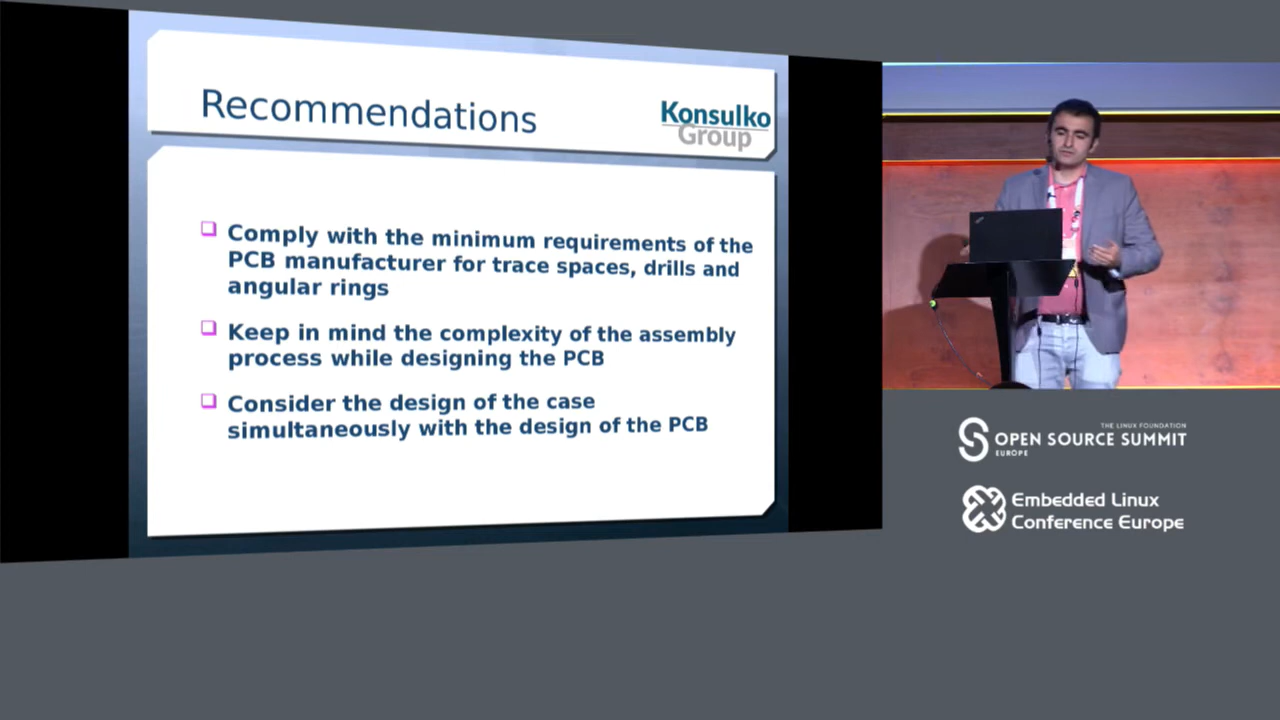 Recommendations
Konsulko
Group
Comply with the minimum requirements of the
PCB manufacturer for trace spaces, drills and
angular rings
Keep in mind the complexity of the assembly
process while designing the PCB
Consider the design of the case
simultaneously with the design of the PCB
THE LINUX FOUNDATION
OPEN SOURCE SUMMIT
EUROPE
Embedded Linux
Conference Europe